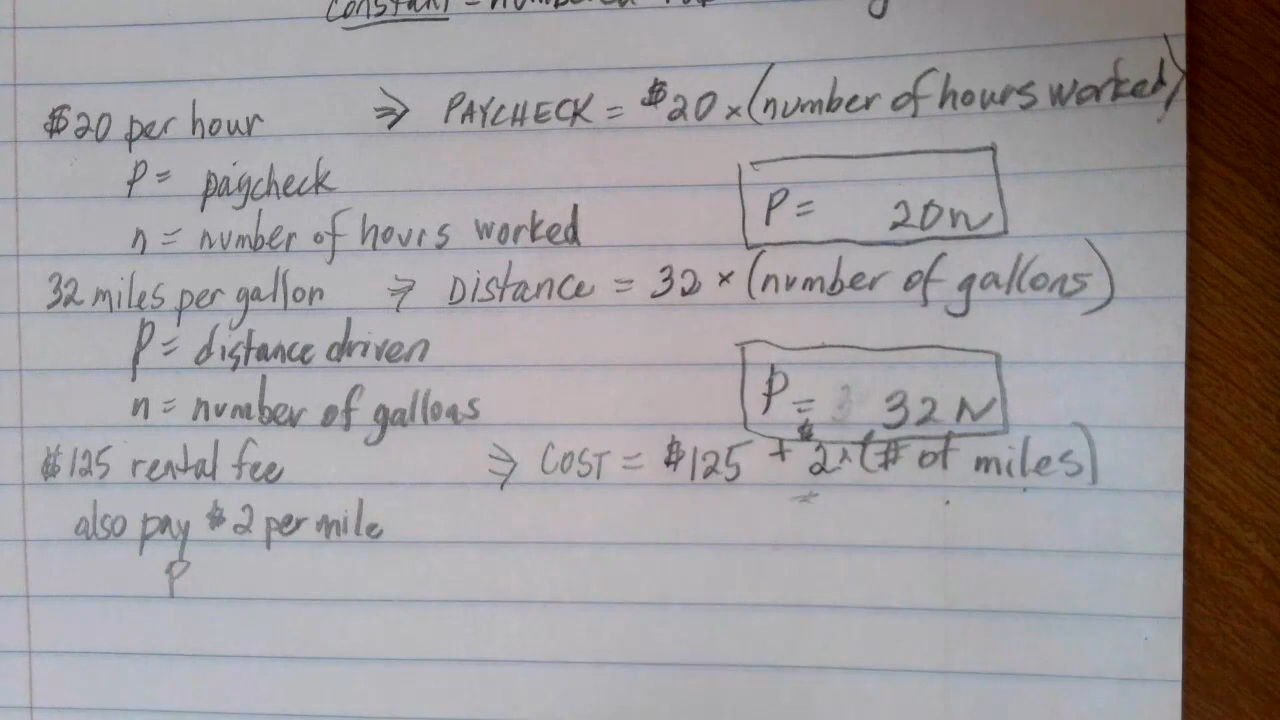 Constant = numbered
$20 per hour ⇒ PAYCHECK = $20 × (number of hours worked)
P = paycheck
P = 20n
n = number of hours worked
32 miles per gallon ⇒ DISTANCE = 32 × (number of gallons)
P = distance driven
n = number of gallons
P = 32N
$125 rental fee ⇒ COST = $125 + $2 × (# of miles)
also pay $2 per mile
P